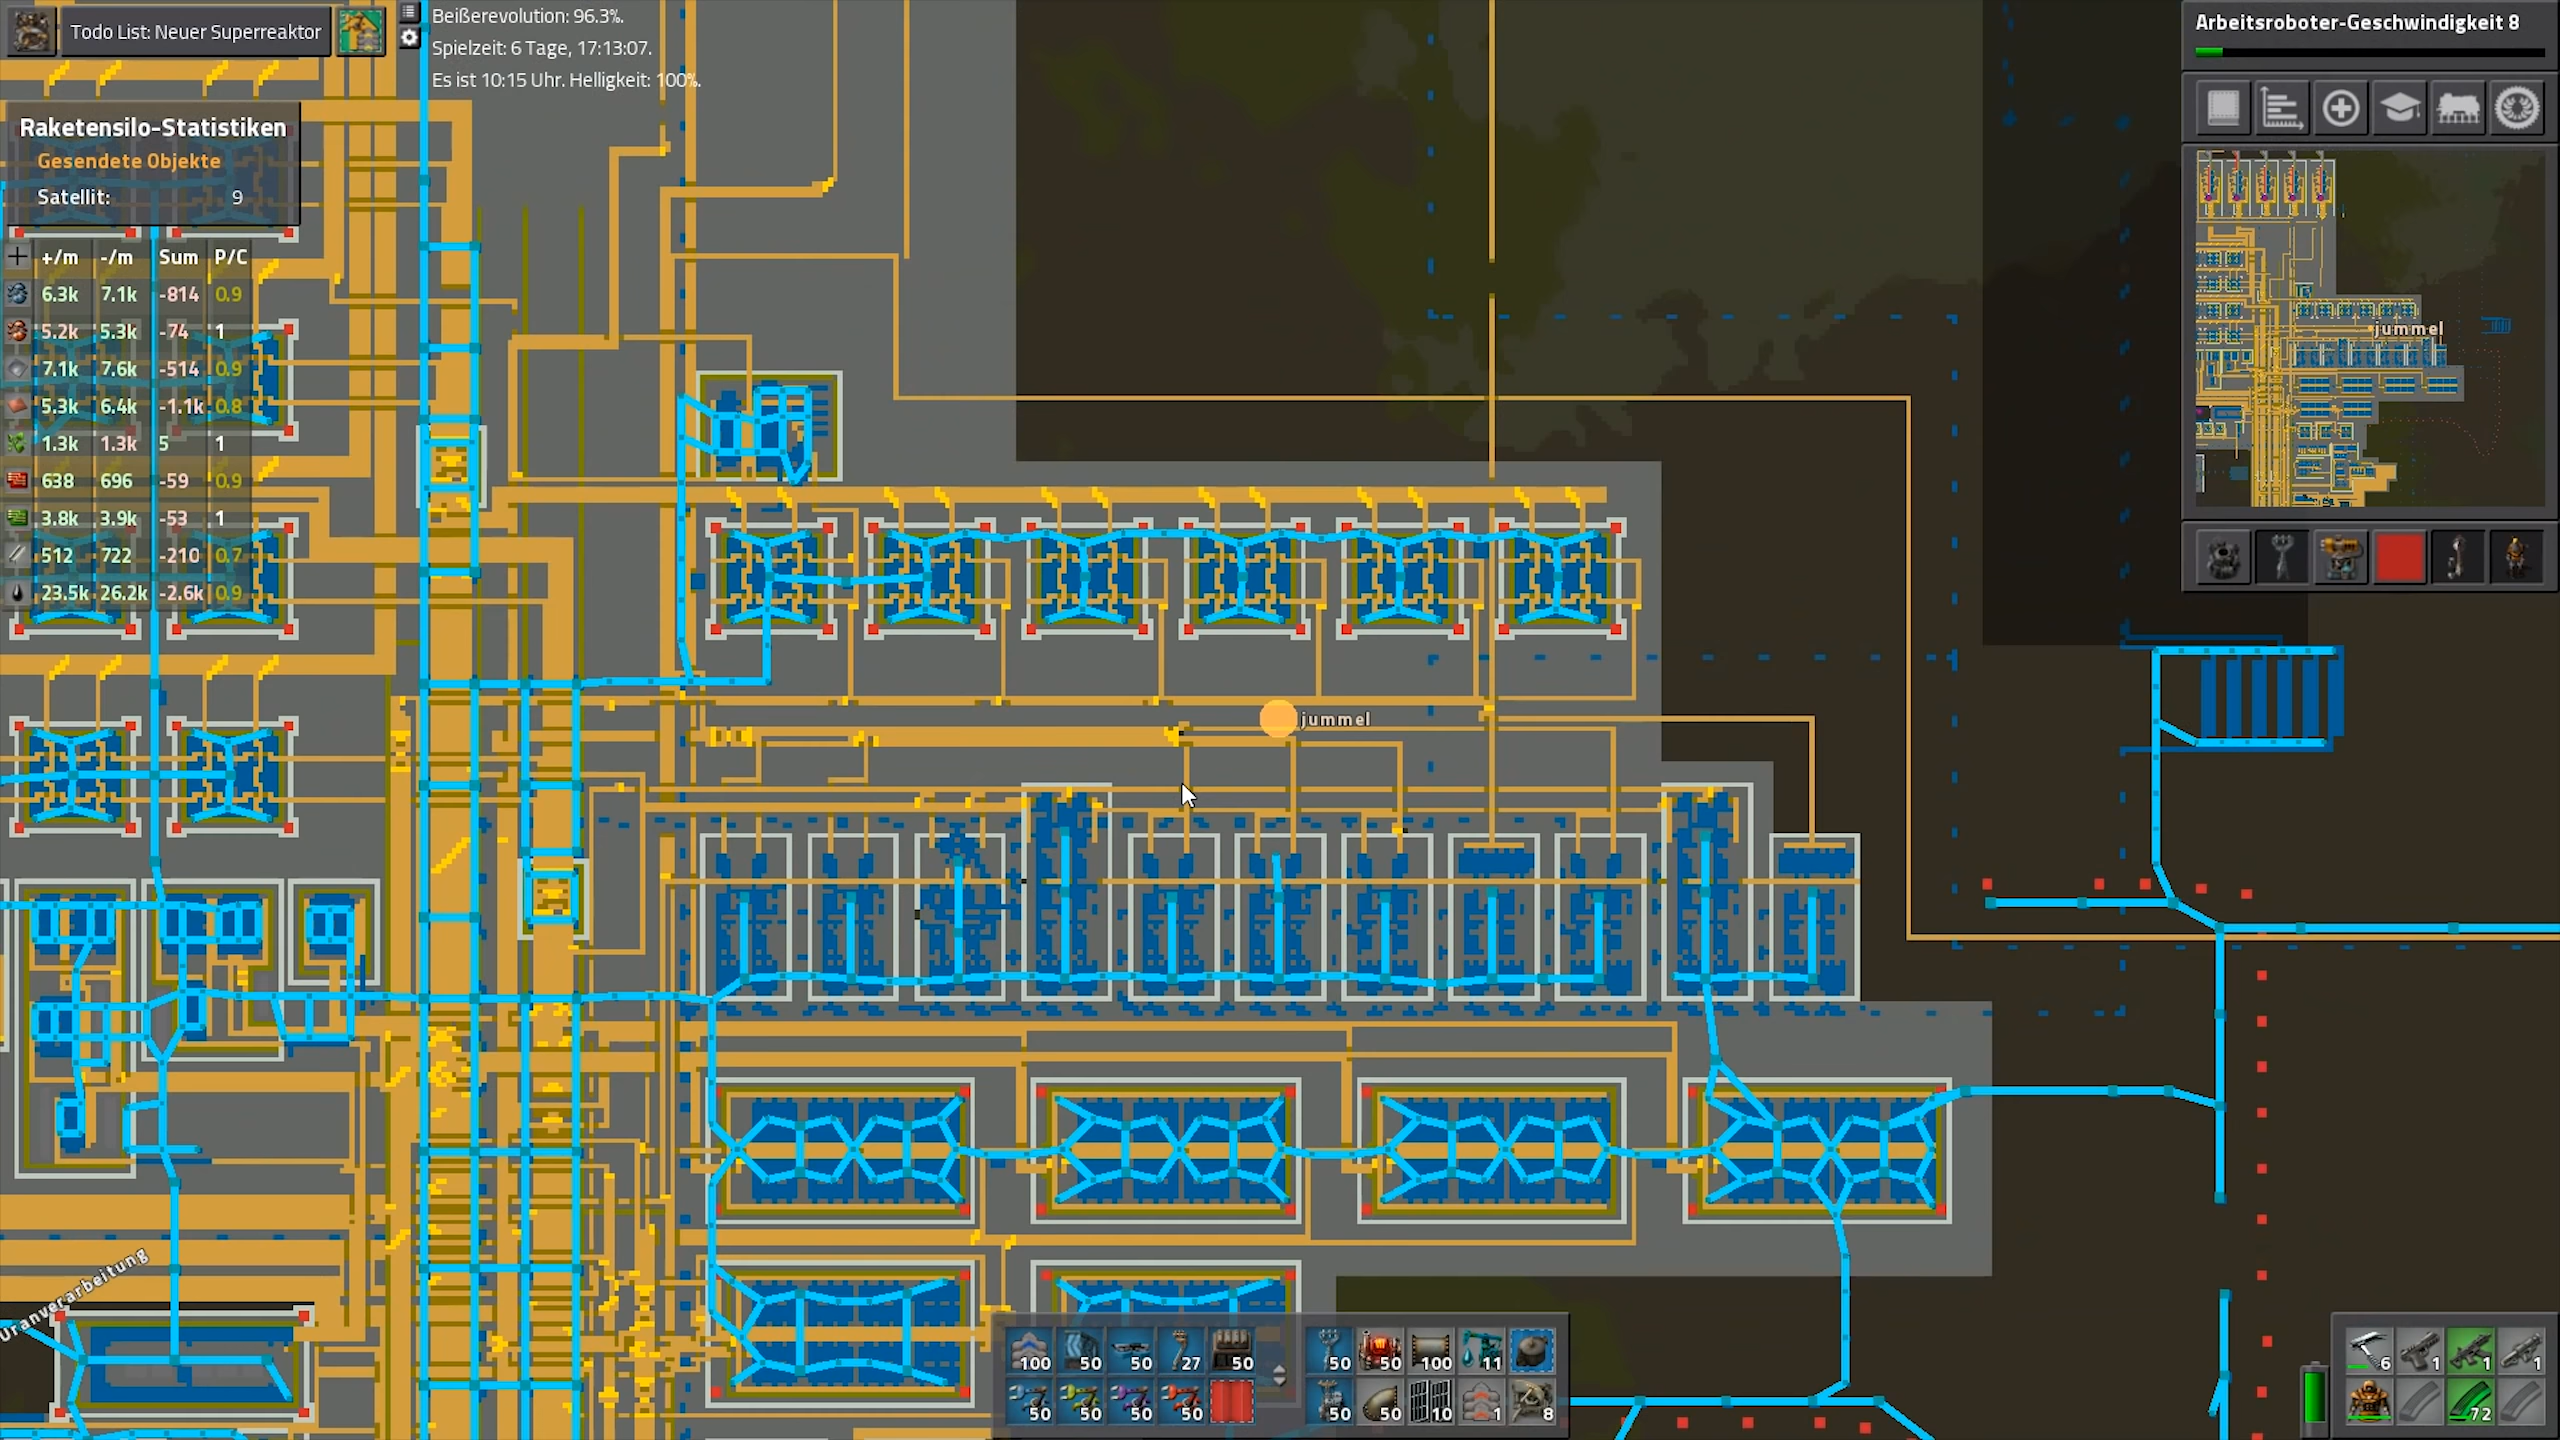 Todo List: Neuer Superreaktor
Beißerevolution: 96.3%.
Spielzeit: 6 Tage, 17:13:07.
Es ist 10:15 Uhr. Helligkeit: 100%.
Raketensilo-Statistiken
Gesendete Objekte
Satellit: 9
+/m -/m Sum P/C
6.3k 7.1k -814 0.9
5.2k 5.3k -74 1
7.1k 7.6k -514 0.9
5.3k 6.4k -1.1k 0.8
1.3k 1.3k 5 1
638 696 -59 0.9
3.8k 3.9k -53 1
512 722 -210 0.7
23.5k 26.2k -2.6k 0.9
Arbeitsroboter-Geschwindigkeit 8
jummel
jummel
Uranverarbeitung
100 50 50 27 50
50 50 50 50
50 50 100 11
50 50 10 1 8
6 1 1 1
72